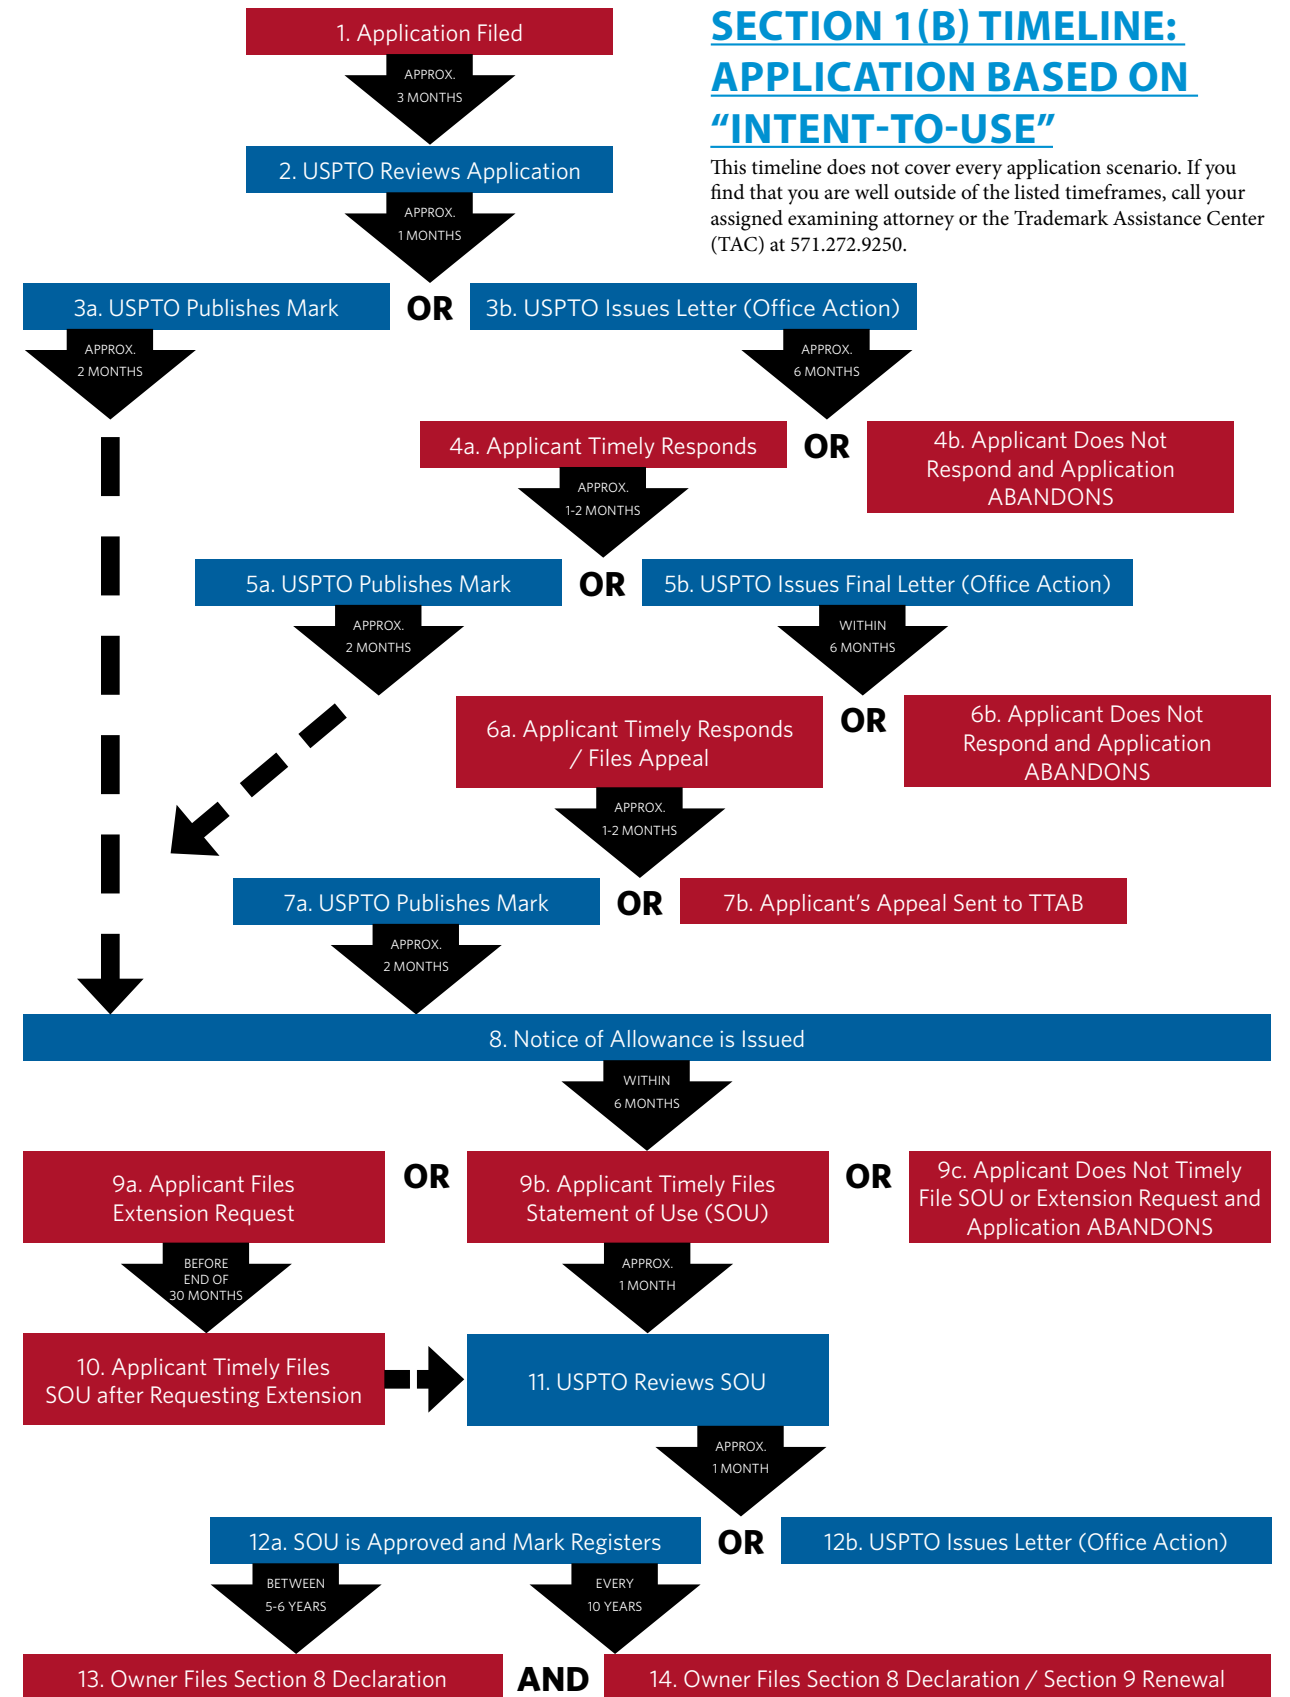 1. Application Filed
SECTION 1(B) TIMELINE:
APPLICATION BASED ON
“INTENT-TO-USE”
This timeline does not cover every application scenario. If you
find that you are well outside of the listed timeframes, call your
assigned examining attorney or the Trademark Assistance Center
(TAC) at 571.272.9250.
APPROX.
3 MONTHS
2. USPTO Reviews Application
APPROX.
1 MONTHS
3a. USPTO Publishes Mark
OR
3b. USPTO Issues Letter (Office Action)
APPROX.
2 MONTHS
APPROX.
6 MONTHS
4a. Applicant Timely Responds
OR
4b. Applicant Does Not
Respond and Application
ABANDONS
APPROX.
1-2 MONTHS
5a. USPTO Publishes Mark
OR
5b. USPTO Issues Final Letter (Office Action)
APPROX.
2 MONTHS
WITHIN
6 MONTHS
6a. Applicant Timely Responds
/ Files Appeal
OR
6b. Applicant Does Not
Respond and Application
ABANDONS
APPROX.
1-2 MONTHS
7a. USPTO Publishes Mark
OR
7b. Applicant’s Appeal Sent to TTAB
APPROX.
2 MONTHS
8. Notice of Allowance is Issued
WITHIN
6 MONTHS
9a. Applicant Files
Extension Request
OR
9b. Applicant Timely Files
Statement of Use (SOU)
OR
9c. Applicant Does Not Timely
File SOU or Extension Request and
Application ABANDONS
BEFORE
END OF
30 MONTHS
APPROX.
1 MONTH
10. Applicant Timely Files
SOU after Requesting Extension
11. USPTO Reviews SOU
APPROX.
1 MONTH
12a. SOU is Approved and Mark Registers
OR
12b. USPTO Issues Letter (Office Action)
BETWEEN
5-6 YEARS
EVERY
10 YEARS
13. Owner Files Section 8 Declaration
AND
14. Owner Files Section 8 Declaration / Section 9 Renewal